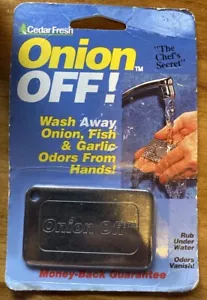 CedarFresh
Onion
OFF!™
"The
Chef's
Secret"™
Wash Away
Onion, Fish
& Garlic
Odors From
Hands!
Onion Off
Rub
Under
Water
Odors
Vanish!
Money-Back Guarantee